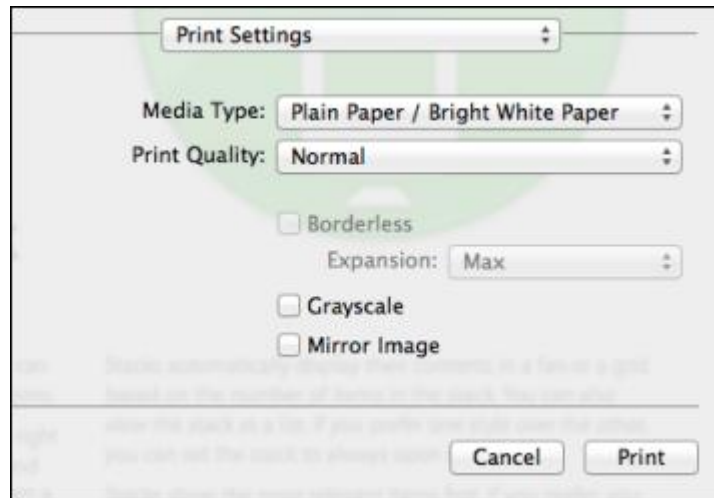 Print Settings
Media Type: Plain Paper / Bright White Paper
Print Quality: Normal
Borderless
Expansion: Max
Grayscale
Mirror Image
can Stacks automatically display their contents in a fan or a grid
based on the number of items in the stack. You can also
view the stack as a list. If you prefer one style over the other,
right you can set the stack to always open
Cancel Print